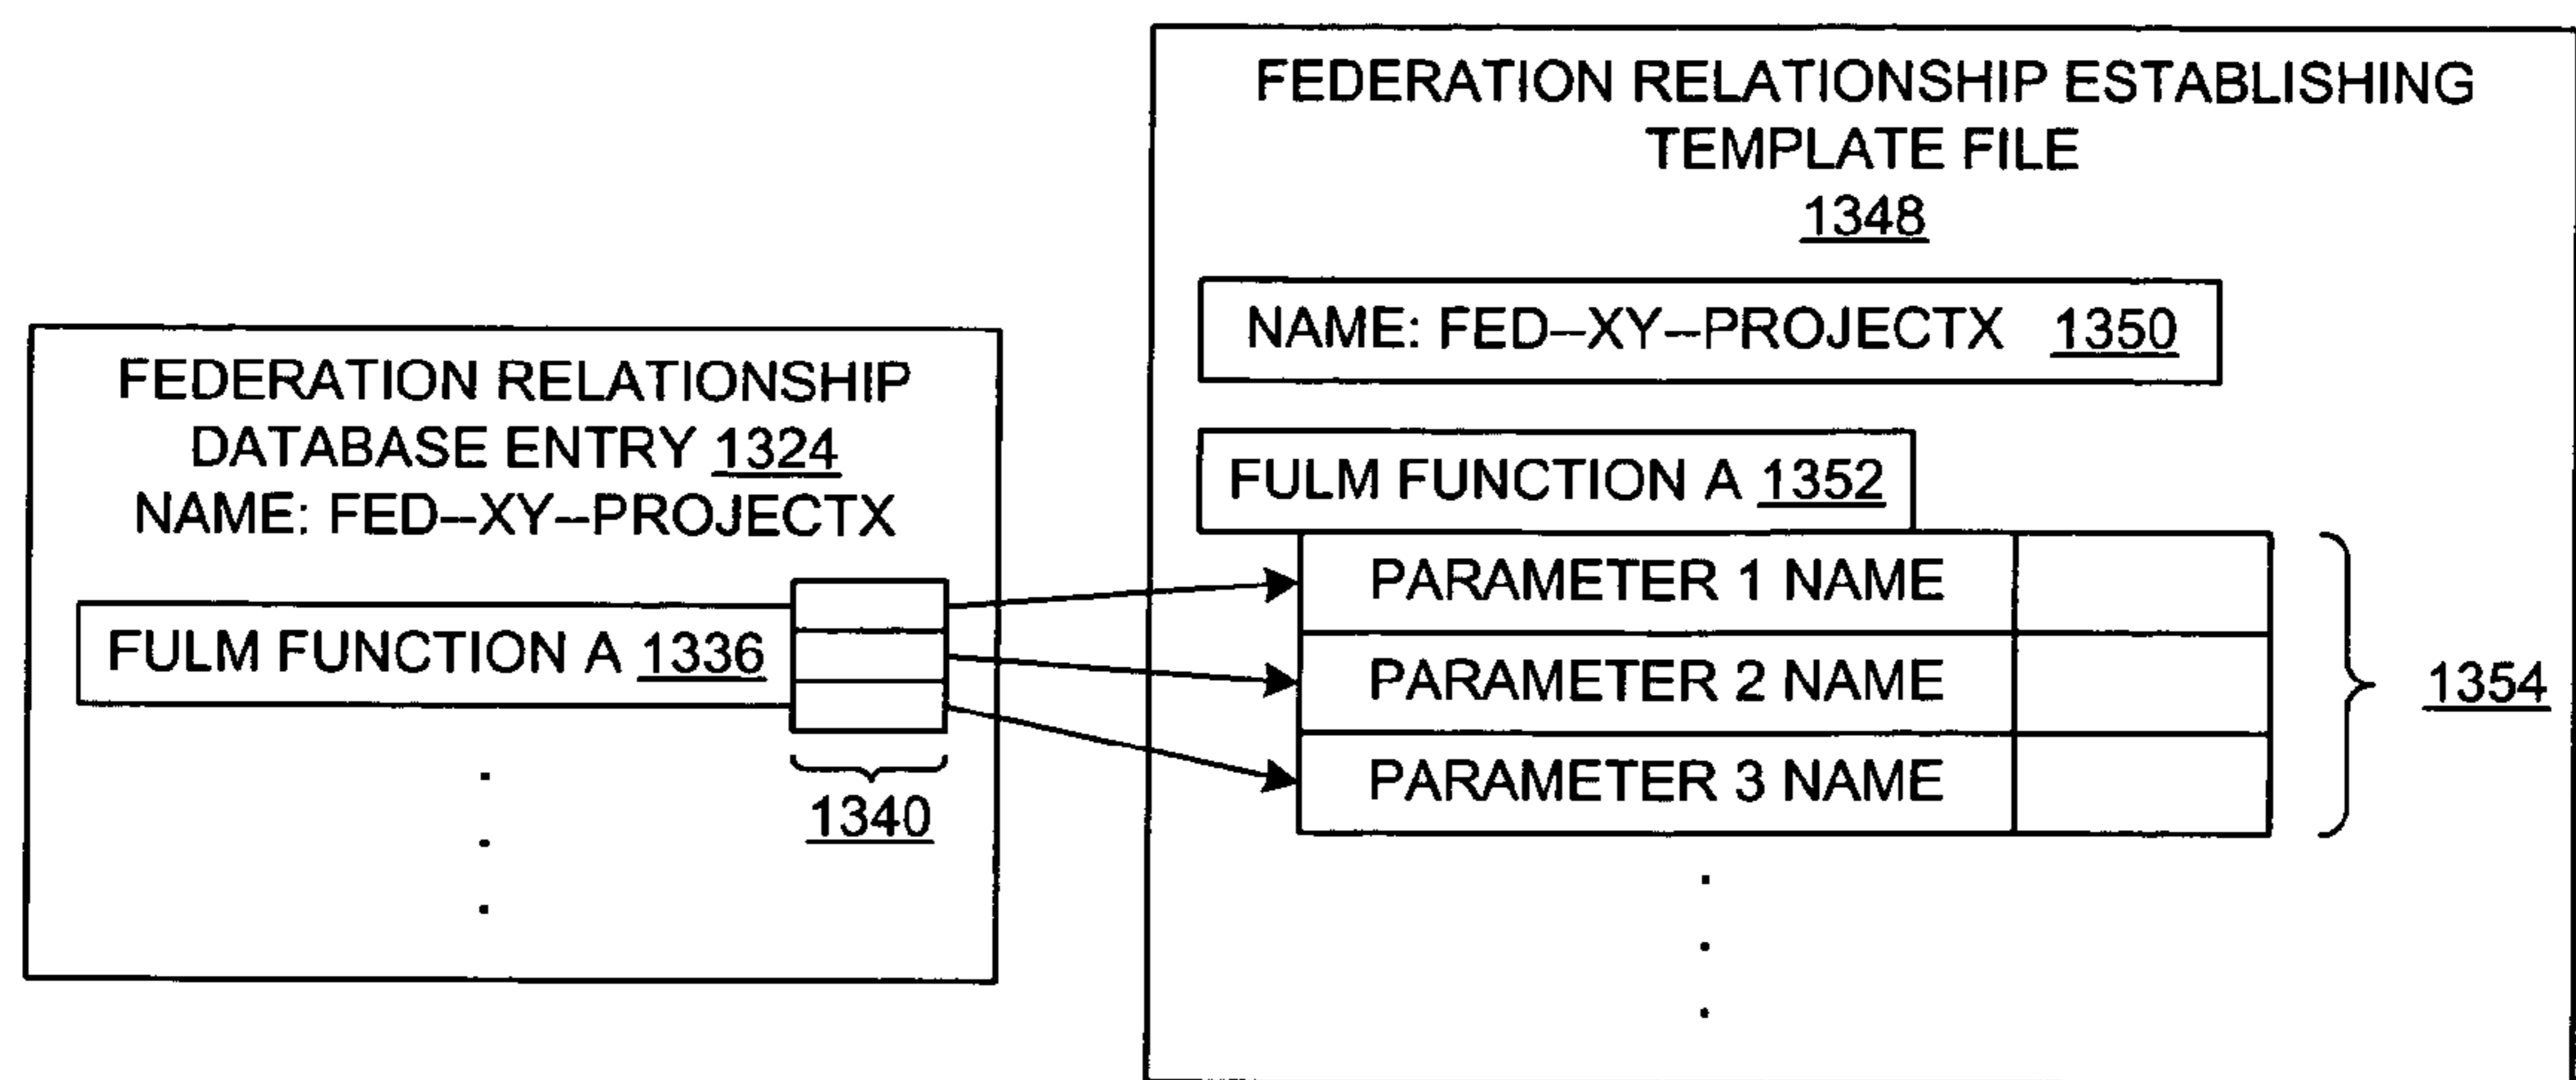 FEDERATION RELATIONSHIP
DATABASE ENTRY 1324
NAME: FED--XY--PROJECTX
FULM FUNCTION A 1336
1340
FEDERATION RELATIONSHIP ESTABLISHING
TEMPLATE FILE
1348
NAME: FED--XY--PROJECTX 1350
FULM FUNCTION A 1352
PARAMETER 1 NAME
PARAMETER 2 NAME
PARAMETER 3 NAME
1354